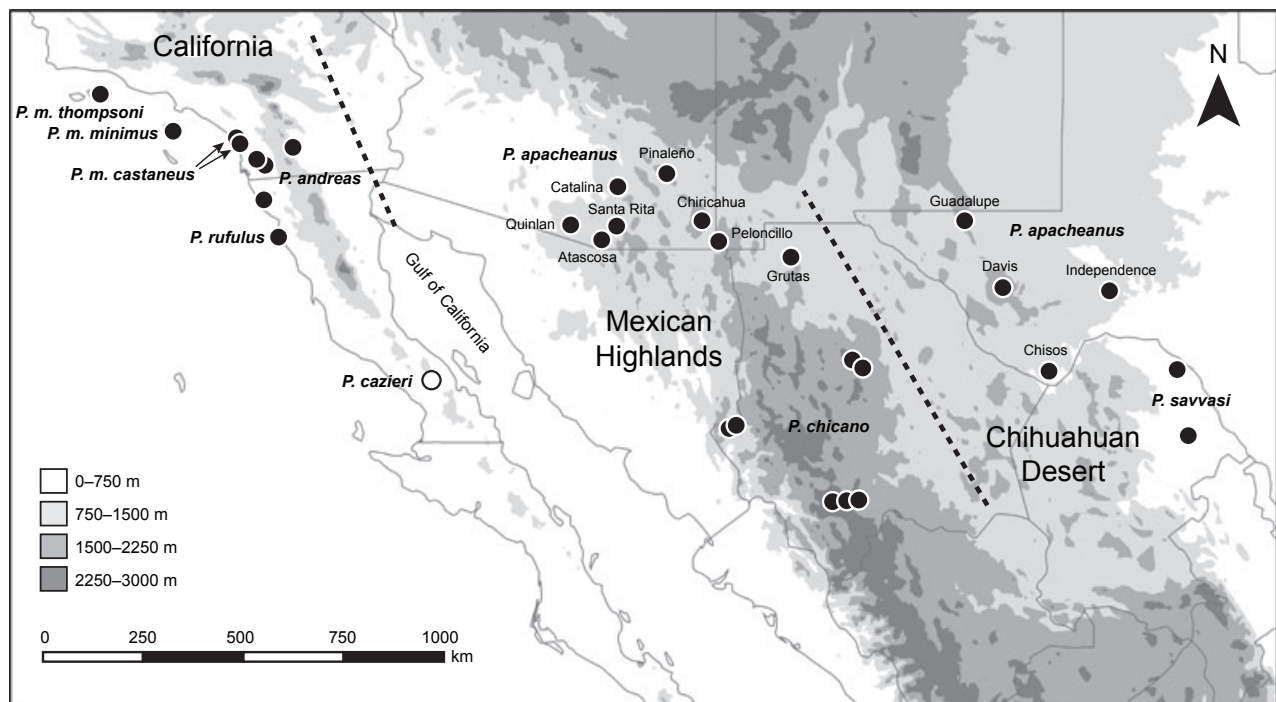 California
N
P. m. thompsoni
P. m. minimus
P. m. castaneus
P. andreas
P. rufulus
Gulf of California
P. cazieri
P. apacheanus
Pinaleño
Catalina
Santa Rita
Chiricahua
Quinlan
Atascosa
Peloncillo
Grutas
Mexican
Highlands
P. chicano
Guadalupe
P. apacheanus
Davis
Independence
Chisos
P. savvasi
Chihuahuan
Desert
0–750 m
750–1500 m
1500–2250 m
2250–3000 m
0 250 500 750 1000
km